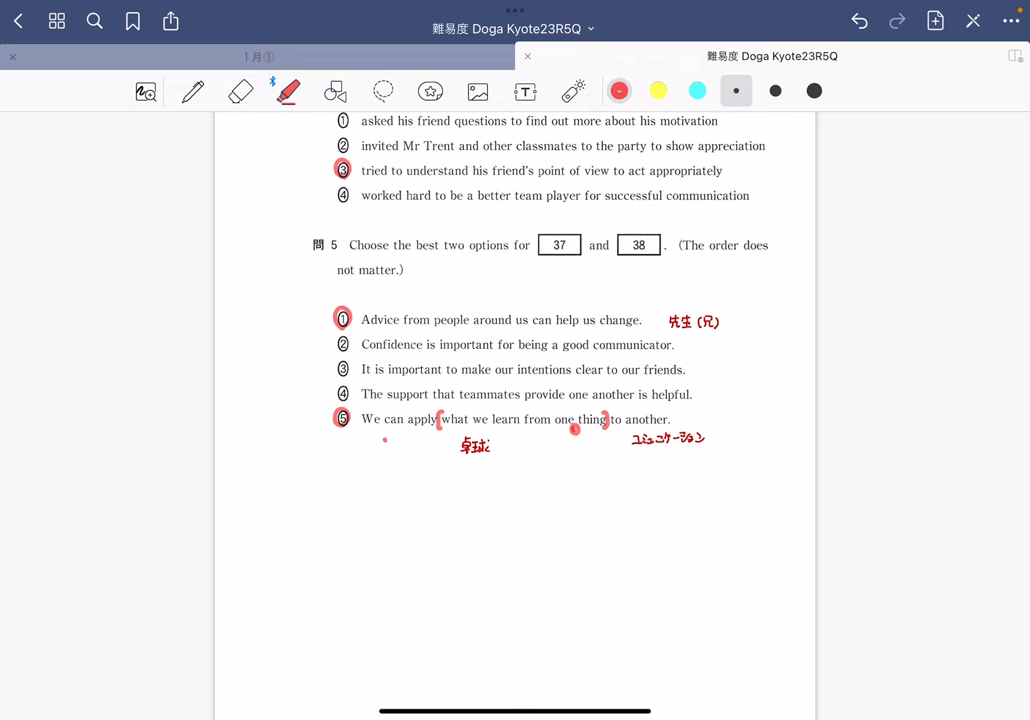 難易度 Doga Kyote23R5Q
1月①
難易度 Doga Kyote23R5Q
① asked his friend questions to find out more about his motivation
② invited Mr Trent and other classmates to the party to show appreciation
③ tried to understand his friend's point of view to act appropriately
④ worked hard to be a better team player for successful communication
問 5 Choose the best two options for 37 and 38 . (The order does
not matter.)
① Advice from people around us can help us change. 先生(兄)
② Confidence is important for being a good communicator.
③ It is important to make our intentions clear to our friends.
④ The support that teammates provide one another is helpful.
⑤ We can apply [what we learn from one thing] to another.
卓球 コミュニケーション